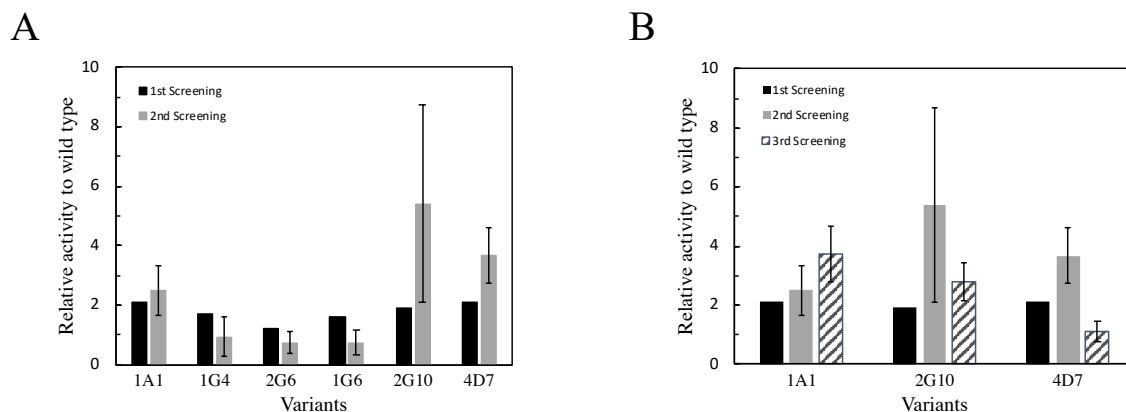 A
Relative activity to wild type
10
8
6
4
2
0
1st Screening
2nd Screening
1A1 1G4 2G6 1G6 2G10 4D7
Variants
B
Relative activity to wild type
10
8
6
4
2
0
1st Screening
2nd Screening
3rd Screening
1A1 2G10 4D7
Variants